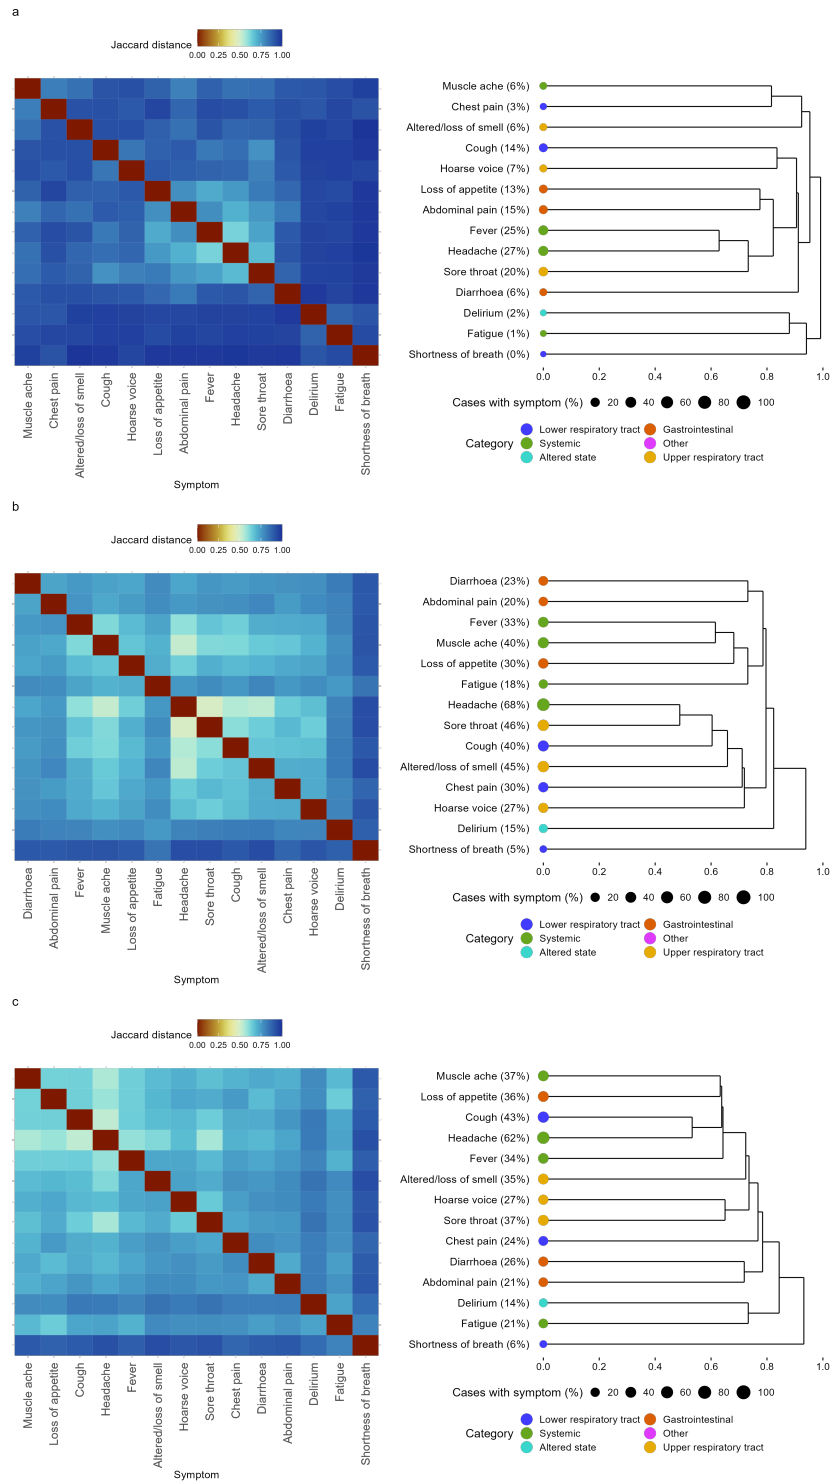 a
Jaccard distance
0.00 0.25 0.50 0.75 1.00
Muscle ache
Chest pain
Altered/loss of smell
Cough
Hoarse voice
Loss of appetite
Abdominal pain
Fever
Headache
Sore throat
Diarrhoea
Delirium
Fatigue
Shortness of breath
Symptom
Muscle ache (6%)
Chest pain (3%)
Altered/loss of smell (6%)
Cough (14%)
Hoarse voice (7%)
Loss of appetite (13%)
Abdominal pain (15%)
Fever (25%)
Headache (27%)
Sore throat (20%)
Diarrhoea (6%)
Delirium (2%)
Fatigue (1%)
Shortness of breath (0%)
0.0 0.2 0.4 0.6 0.8 1.0
Cases with symptom (%) 20 40 60 80 100
Category
Lower respiratory tract
Systemic
Altered state
Gastrointestinal
Other
Upper respiratory tract
b
Jaccard distance
0.00 0.25 0.50 0.75 1.00
Diarrhoea
Abdominal pain
Fever
Muscle ache
Loss of appetite
Fatigue
Headache
Sore throat
Cough
Altered/loss of smell
Chest pain
Hoarse voice
Delirium
Shortness of breath
Symptom
Diarrhoea (23%)
Abdominal pain (20%)
Fever (33%)
Muscle ache (40%)
Loss of appetite (30%)
Fatigue (18%)
Headache (68%)
Sore throat (46%)
Cough (40%)
Altered/loss of smell (45%)
Chest pain (30%)
Hoarse voice (27%)
Delirium (15%)
Shortness of breath (5%)
0.0 0.2 0.4 0.6 0.8 1.0
Cases with symptom (%) 20 40 60 80 100
Category
Lower respiratory tract
Systemic
Altered state
Gastrointestinal
Other
Upper respiratory tract
c
Jaccard distance
0.00 0.25 0.50 0.75 1.00
Muscle ache
Loss of appetite
Cough
Headache
Fever
Altered/loss of smell
Hoarse voice
Sore throat
Chest pain
Diarrhoea
Abdominal pain
Delirium
Fatigue
Shortness of breath
Symptom
Muscle ache (37%)
Loss of appetite (36%)
Cough (43%)
Headache (62%)
Fever (34%)
Altered/loss of smell (35%)
Hoarse voice (27%)
Sore throat (37%)
Chest pain (24%)
Diarrhoea (26%)
Abdominal pain (21%)
Delirium (14%)
Fatigue (21%)
Shortness of breath (6%)
0.0 0.2 0.4 0.6 0.8 1.0
Cases with symptom (%) 20 40 60 80 100
Category
Lower respiratory tract
Systemic
Altered state
Gastrointestinal
Other
Upper respiratory tract